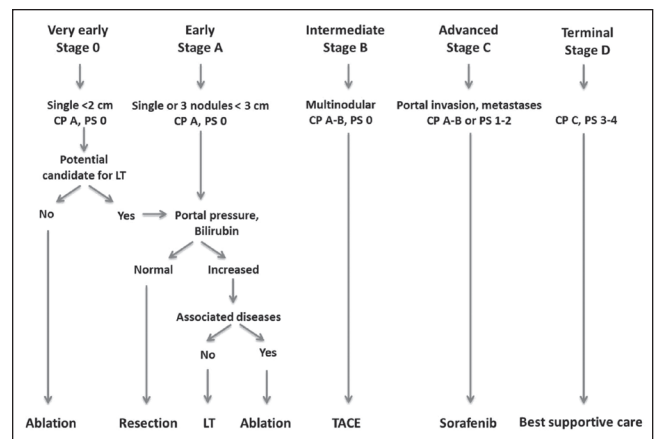 Very early
Stage 0
Early
Stage A
Intermediate
Stage B
Advanced
Stage C
Terminal
Stage D
Single <2 cm
CP A, PS 0
Single or 3 nodules < 3 cm
CP A, PS 0
Multinodular
CP A-B, PS 0
Portal invasion, metastases
CP A-B or PS 1-2
CP C, PS 3-4
Potential
candidate for LT
No
Yes
Portal pressure,
Bilirubin
Normal
Increased
Associated diseases
No
Yes
Ablation
Resection
LT
Ablation
TACE
Sorafenib
Best supportive care